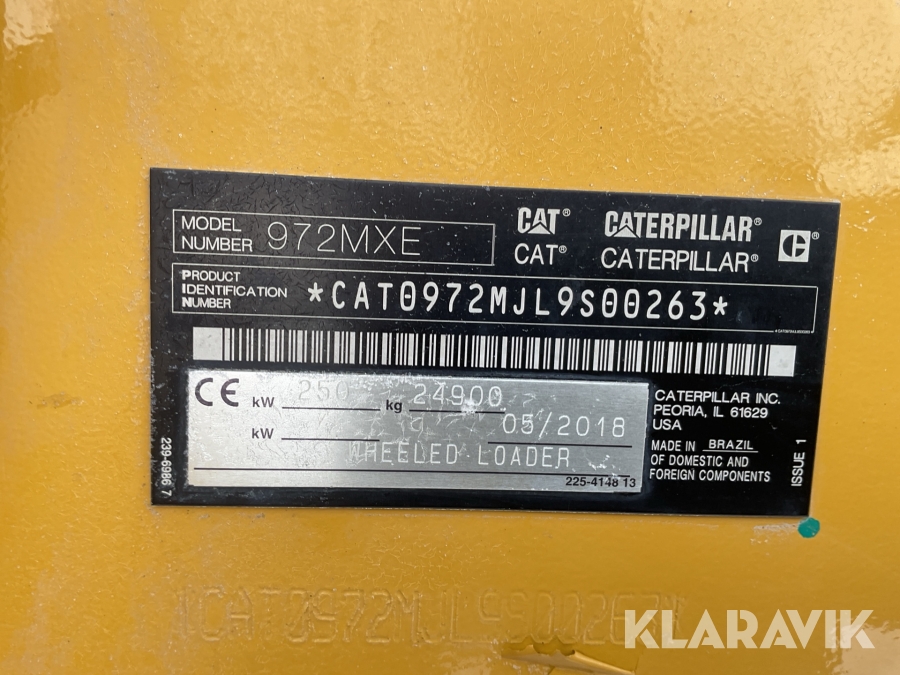 MODEL NUMBER 972MXE
CAT® CATERPILLAR®
CAT® CATERPILLAR®
PRODUCT IDENTIFICATION NUMBER *CAT0972MJL9S00263*
CE kW 250 kg 24900
kW 05/2018
WHEELED LOADER
225-4148 13
CATERPILLAR INC.
PEORIA, IL 61629
USA
MADE IN BRAZIL
OF DOMESTIC AND
FOREIGN COMPONENTS
ISSUE 1
239-6986 7
CAT0972MJL9S00263
KLARAVIK